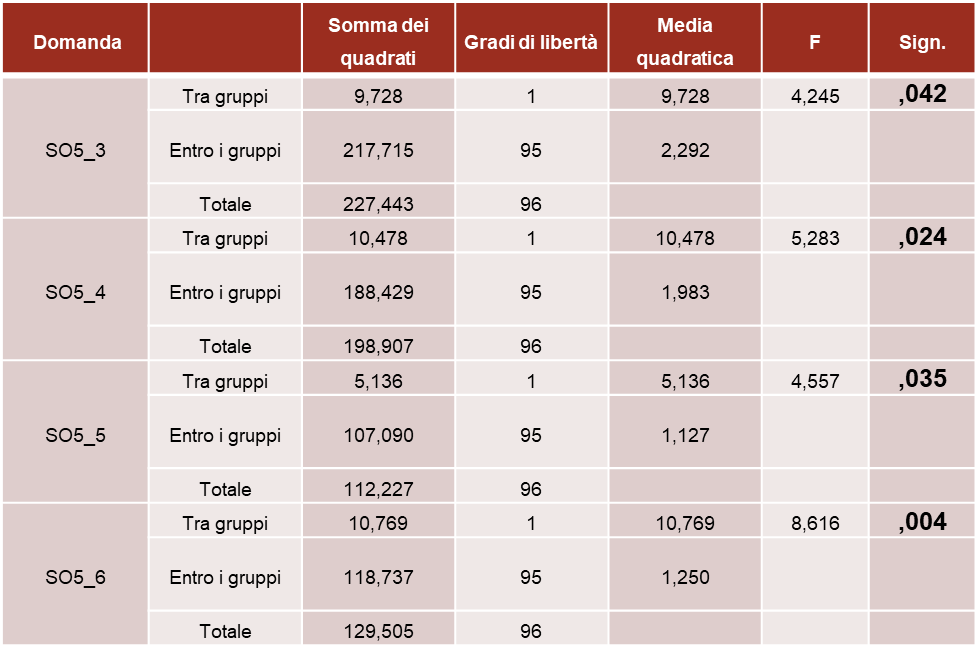 Domanda Somma dei quadrati Gradi di libertà Media quadratica F Sign.
SO5_3 Tra gruppi 9,728 1 9,728 4,245 ,042
Entro i gruppi 217,715 95 2,292
Totale 227,443 96
SO5_4 Tra gruppi 10,478 1 10,478 5,283 ,024
Entro i gruppi 188,429 95 1,983
Totale 198,907 96
SO5_5 Tra gruppi 5,136 1 5,136 4,557 ,035
Entro i gruppi 107,090 95 1,127
Totale 112,227 96
SO5_6 Tra gruppi 10,769 1 10,769 8,616 ,004
Entro i gruppi 118,737 95 1,250
Totale 129,505 96